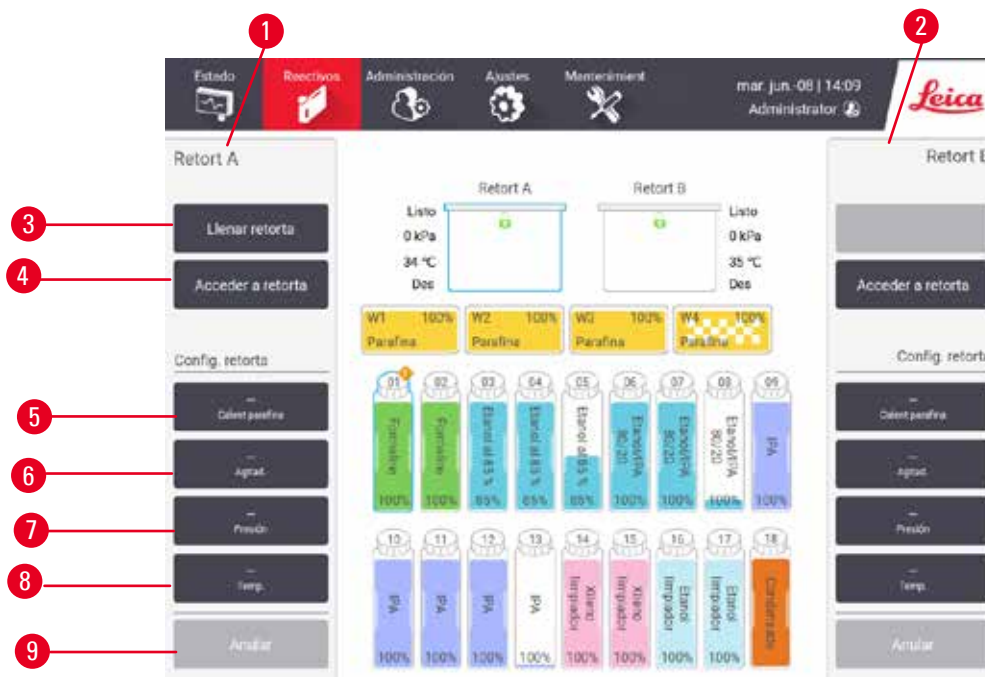 1
2
Estado Reactivos Administración Ajustes Mantenimient
mar. jun.-08 | 14:09
Administrator
Leica
Retort A
Retort B
Retort A
Retort B
3
Llenar retorta
4
Acceder a retorta
Listo
0 kPa
34 °C
Des
Listo
0 kPa
35 °C
Des
Acceder a retorta
W1 100%
Parafina
W2 100%
Parafina
W3 100%
Parafina
W4 100%
Parafina
Config. retorta
Config. retorta
5
--
Calent parafina
6
--
Agitad.
7
--
Presión
8
--
Temp.
9
Anular
01
Formalina
100%
02
Formalina
100%
03
Etanol al 85 %
85%
04
Etanol al 85 %
85%
05
Etanol al 85 %
85%
06
Etanol/IPA
80/20
100%
07
Etanol/IPA
80/20
100%
08
Etanol/IPA
80/20
100%
09
IPA
100%
10
IPA
100%
11
IPA
100%
12
IPA
100%
13
IPA
100%
14
Xileno
limpiador
100%
15
Xileno
limpiador
100%
16
Etanol
limpiador
100%
17
Etanol
limpiador
100%
18
Condensado
--
Calent parafina
--
Agitad.
--
Presión
--
Temp.
Anular